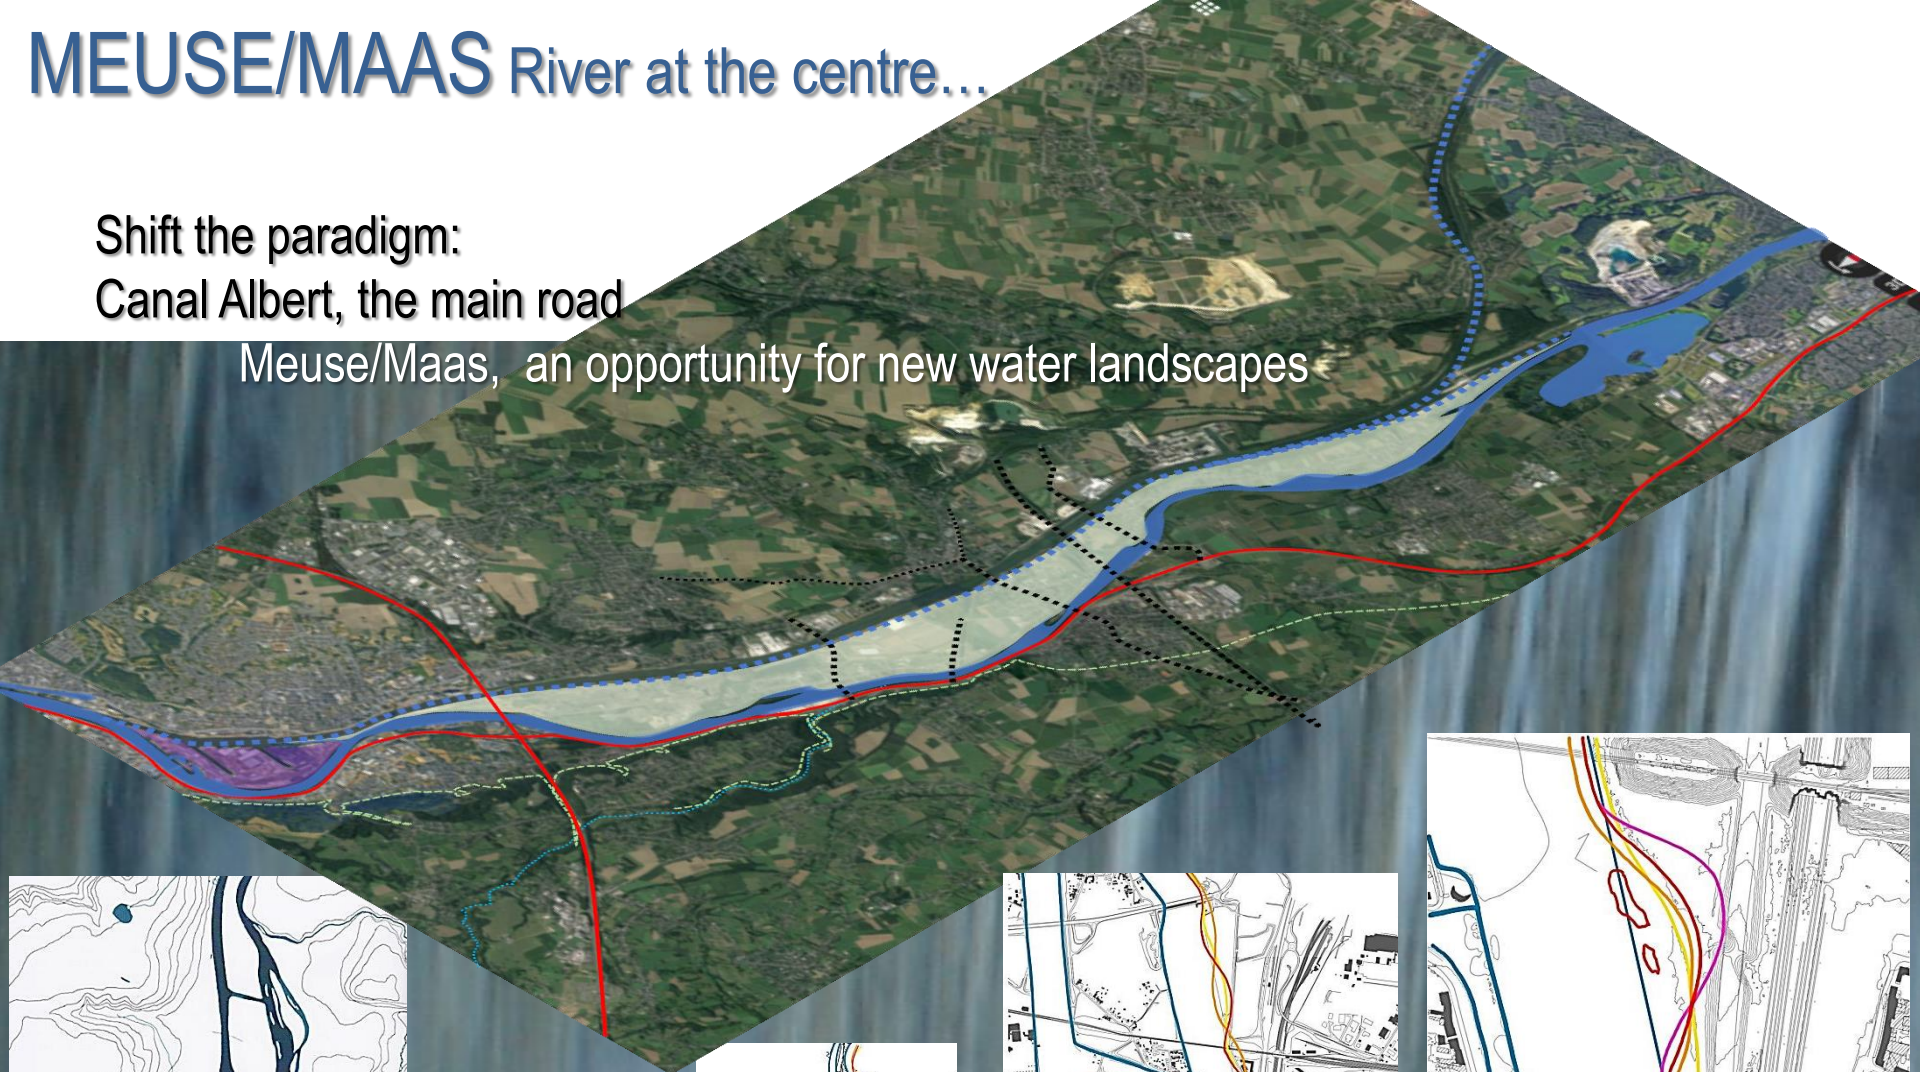 MEUSE/MAAS River at the centre…
Shift the paradigm:
Canal Albert, the main road
Meuse/Maas, an opportunity for new water landscapes